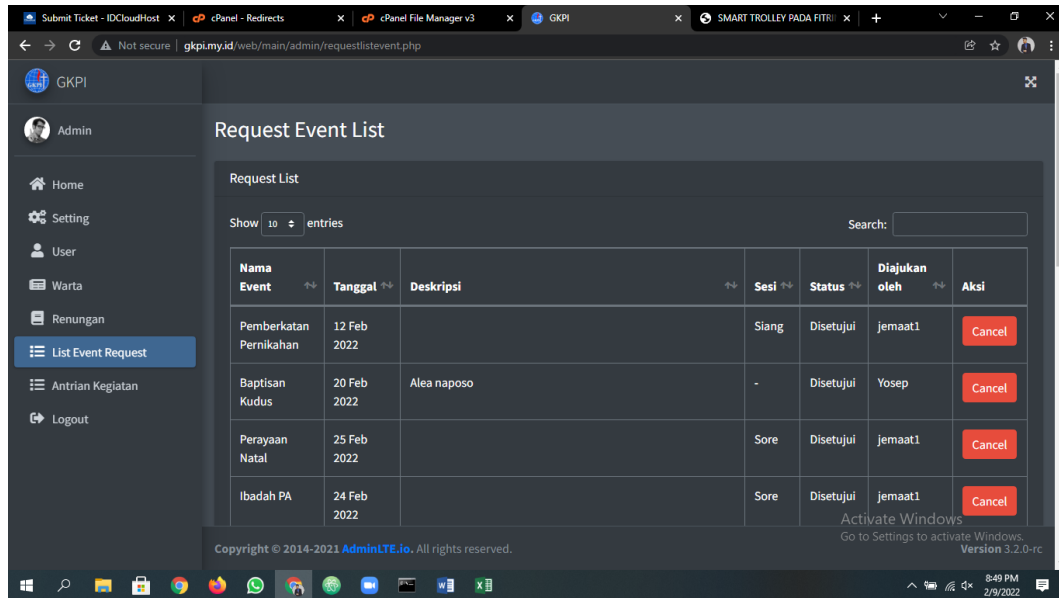 Submit Ticket - IDCloudHost
cPanel - Redirects
cPanel File Manager v3
GKPI
SMART TROLLEY PADA FITRI
Not secure | gkpi.my.id/web/main/admin/requestlistevent.php
GKPI
Admin
Home
Setting
User
Warta
Renungan
List Event Request
Antrian Kegiatan
Logout
Request Event List
Request List
Show 10 entries
Search:
Nama Event Tanggal Deskripsi Sesi Status Diajukan oleh Aksi
Pemberkatan Pernikahan 12 Feb 2022 Siang Disetujui jemaat1 Cancel
Baptisan Kudus 20 Feb 2022 Alea naposo - Disetujui Yosep Cancel
Perayaan Natal 25 Feb 2022 Sore Disetujui jemaat1 Cancel
Ibadah PA 24 Feb 2022 Sore Disetujui jemaat1 Cancel
Activate Windows
Go to Settings to activate Windows.
Copyright © 2014-2021 AdminLTE.io. All rights reserved.
Version 3.2.0-rc
8:49 PM
2/9/2022